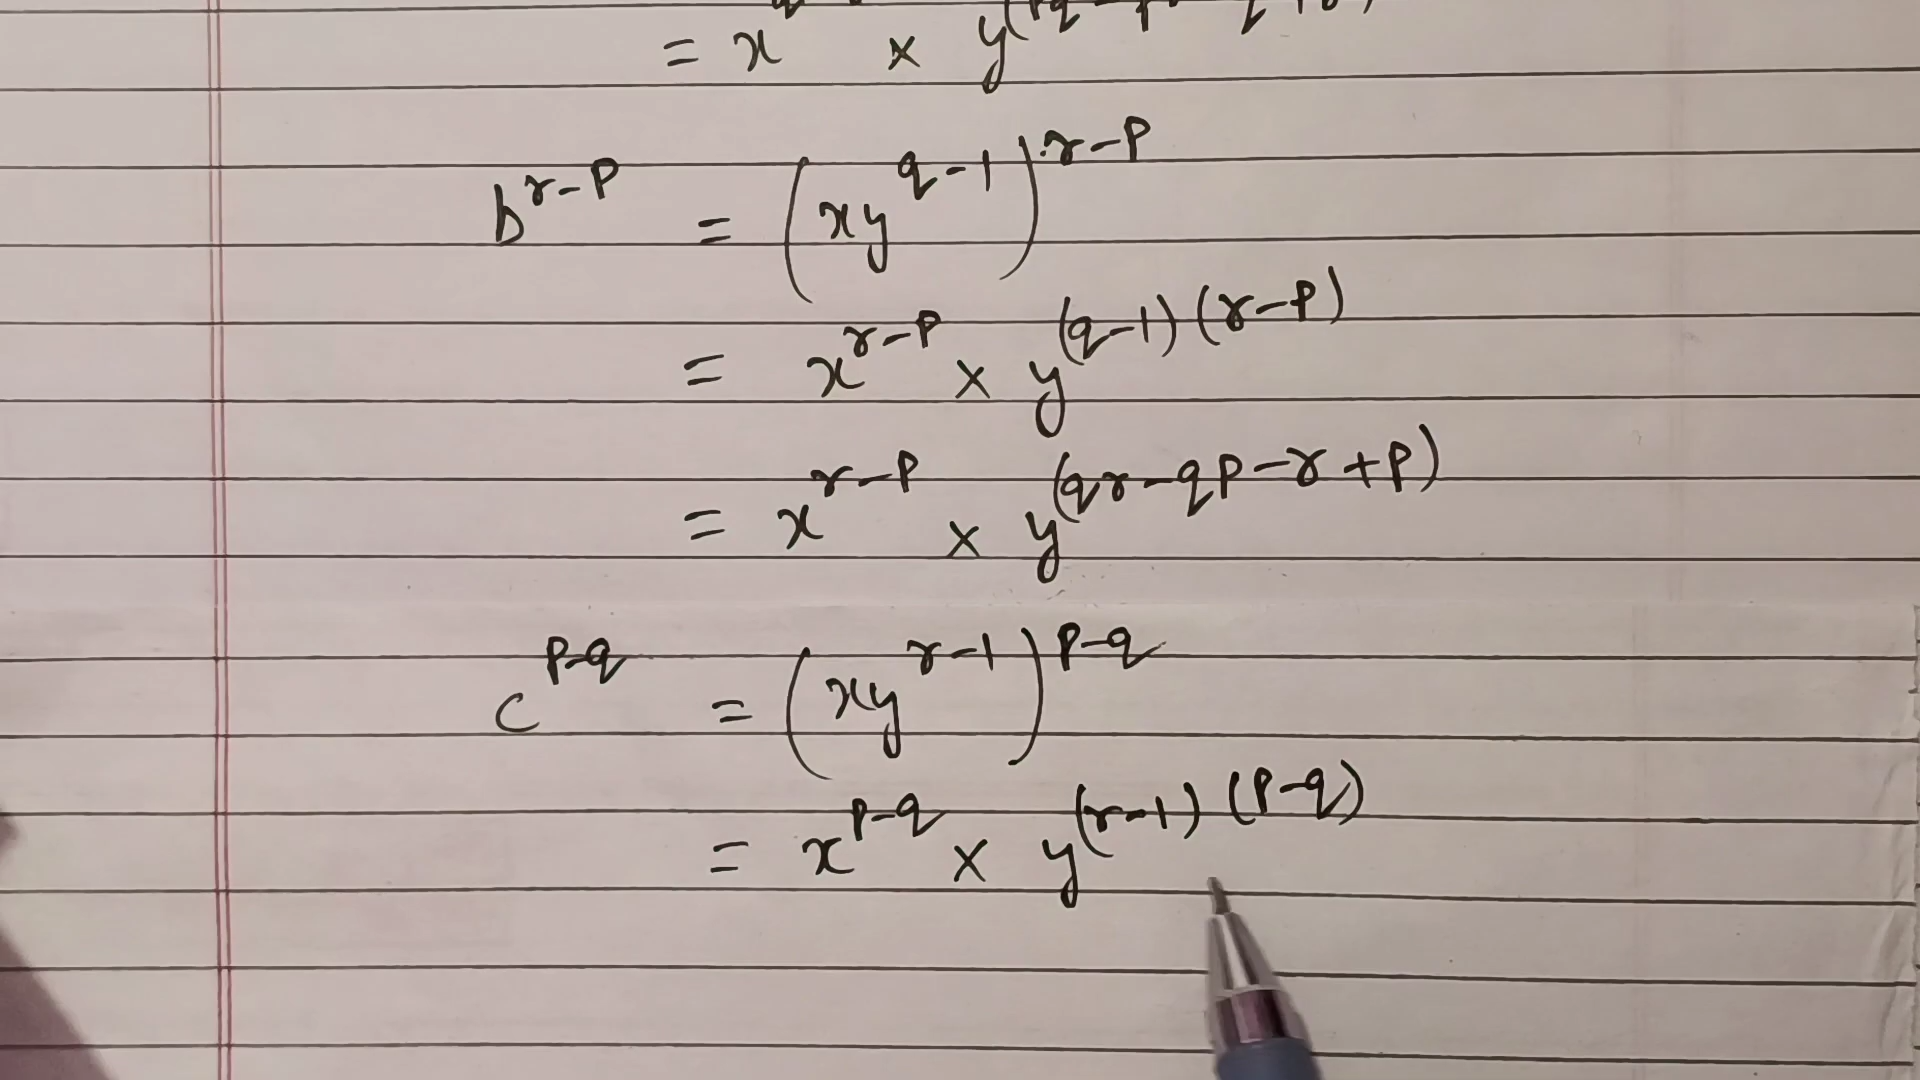 = x × y
b^{r-p} = (xy^{q-1})^{r-p}
= x^{r-p} × y^{(q-1)(r-p)}
= x^{r-p} × y^{(qr-qp-r+p)}
c^{p-q} = (xy^{r-1})^{p-q}
= x^{p-q} × y^{(r-1)(p-q)}